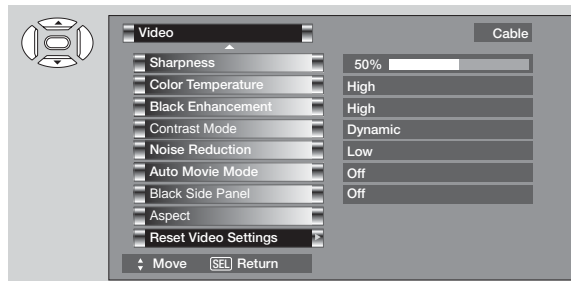 Video Cable
Sharpness 50%
Color Temperature High
Black Enhancement High
Contrast Mode Dynamic
Noise Reduction Low
Auto Movie Mode Off
Black Side Panel Off
Aspect
Reset Video Settings
Move SEL Return